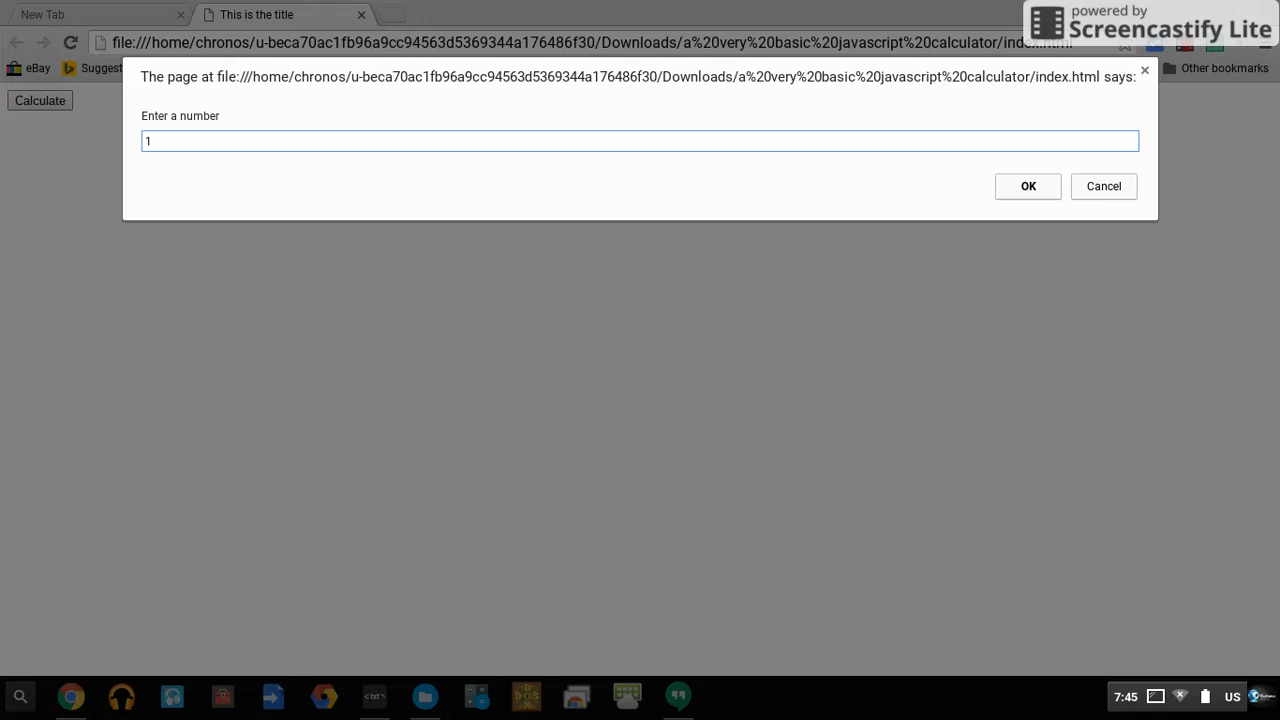 New Tab
This is the title
powered by
Screencastify Lite
file:///home/chronos/u-beca70ac1fb96a9cc94563d5369344a176486f30/Downloads/a%20very%20basic%20javascript%20calculator/index.html
eBay
Suggest
Other bookmarks
The page at file:///home/chronos/u-beca70ac1fb96a9cc94563d5369344a176486f30/Downloads/a%20very%20basic%20javascript%20calculator/index.html says:
Calculate
Enter a number
1
OK
Cancel
<txt>
7:45
US